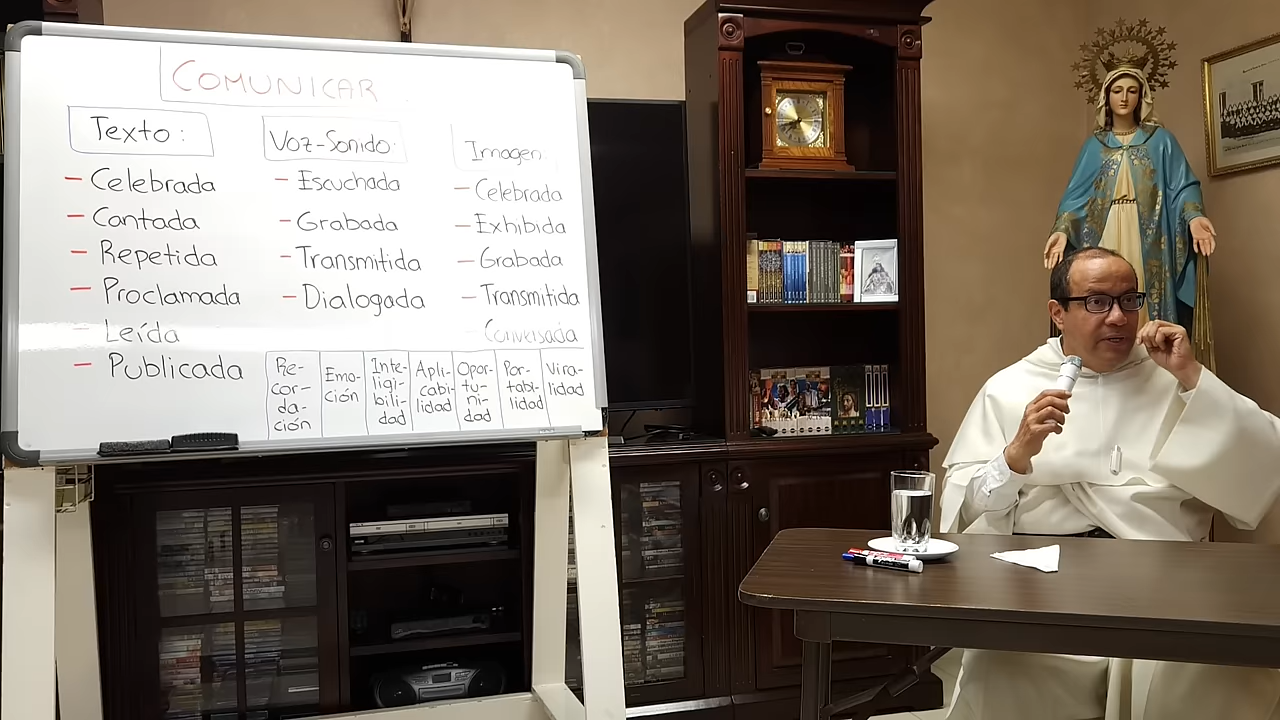 COMUNICAR
Texto:
- Celebrada
- Cantada
- Repetida
- Proclamada
- Leída
- Publicada
Voz-Sonido:
- Escuchada
- Grabada
- Transmitida
- Dialogada
Imagen:
- Celebrada
- Exhibida
- Grabada
- Transmitida
- Conversada
Re-
cor-
da-
ción
Emo-
ción
Inte-
ligi-
bili-
dad
Apli-
cabi-
lidad
Opor-
tu-
ni-
dad
Por-
tabi-
lidad
Vira-
lidad